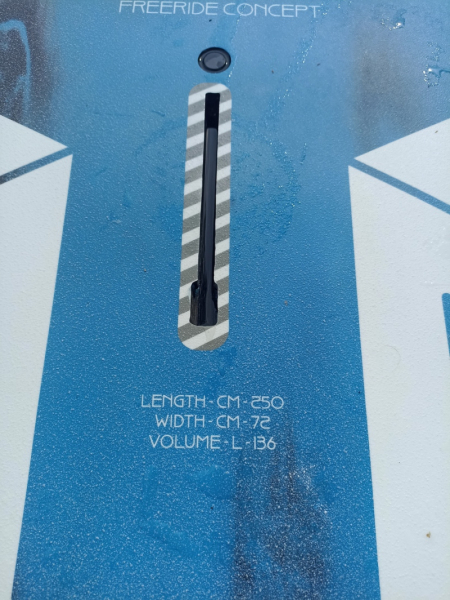 FREERIDE CONCEPT
LENGTH - CM - 250
WIDTH - CM - 72
VOLUME - L - 136